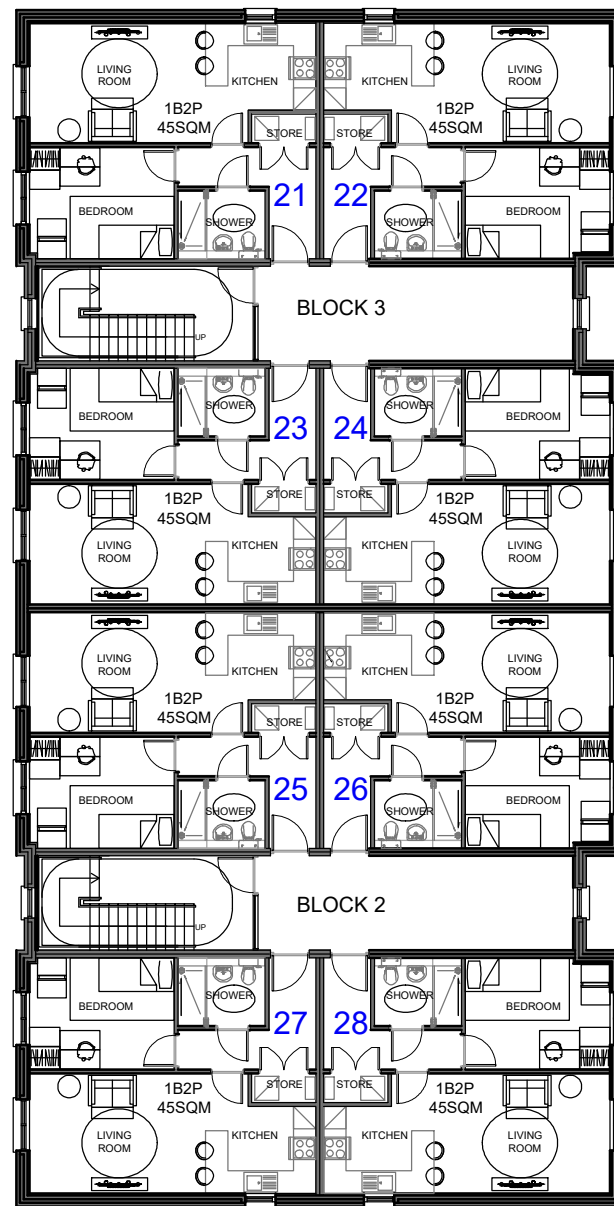 LIVING
ROOM
KITCHEN
KITCHEN
LIVING
ROOM
1B2P
45SQM
1B2P
45SQM
STORE
STORE
BEDROOM
SHOWER
21
22
SHOWER
BEDROOM
BLOCK 3
UP
BEDROOM
SHOWER
23
24
SHOWER
BEDROOM
1B2P
45SQM
STORE
STORE
1B2P
45SQM
LIVING
ROOM
KITCHEN
KITCHEN
LIVING
ROOM
LIVING
ROOM
KITCHEN
KITCHEN
LIVING
ROOM
1B2P
45SQM
1B2P
45SQM
STORE
STORE
BEDROOM
SHOWER
25
26
SHOWER
BEDROOM
BLOCK 2
UP
BEDROOM
SHOWER
27
28
SHOWER
BEDROOM
1B2P
45SQM
STORE
STORE
1B2P
45SQM
LIVING
ROOM
KITCHEN
KITCHEN
LIVING
ROOM